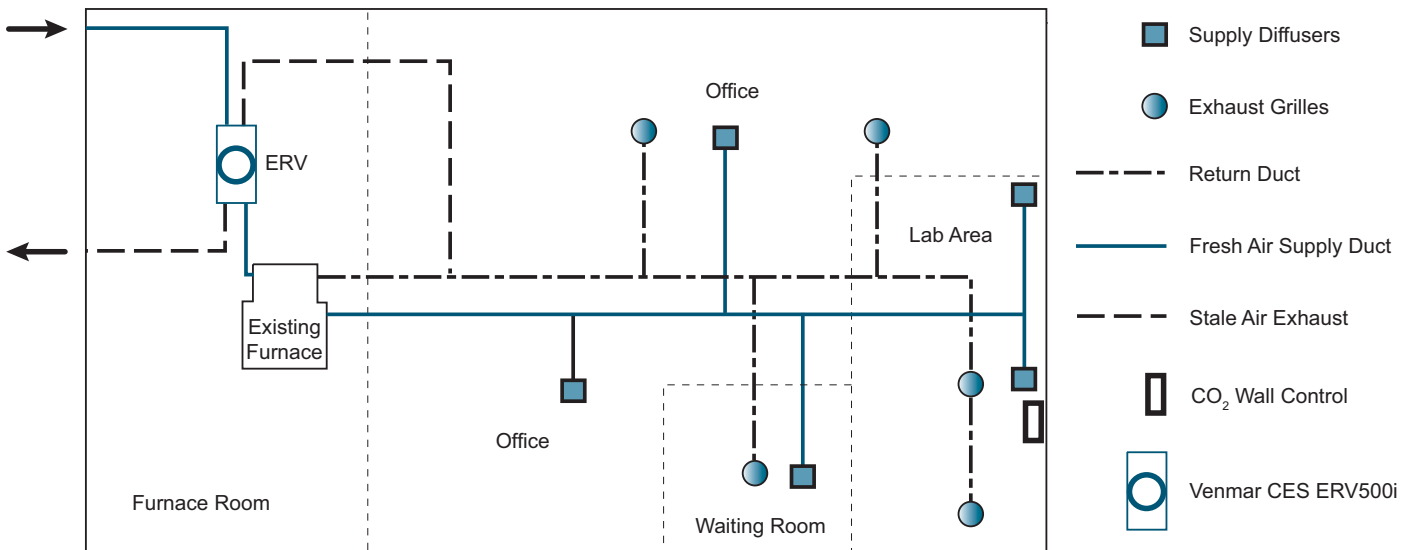 Office
ERV
Lab Area
Existing
Furnace
Office
Furnace Room
Waiting Room
Supply Diffusers
Exhaust Grilles
Return Duct
Fresh Air Supply Duct
Stale Air Exhaust
CO₂ Wall Control
Venmar CES ERV500i